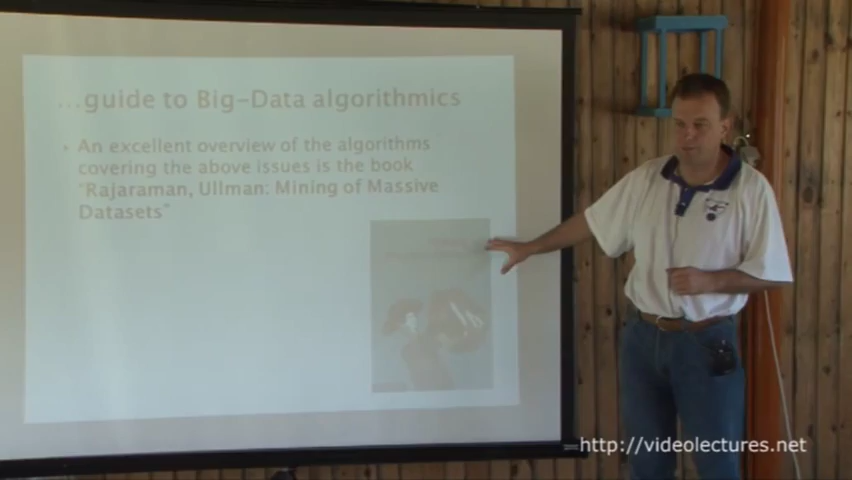 ...guide to Big-Data algorithmics
An excellent overview of the algorithms
covering the above issues is the book
"Rajaraman, Ullman: Mining of Massive
Datasets"
http://videolectures.net